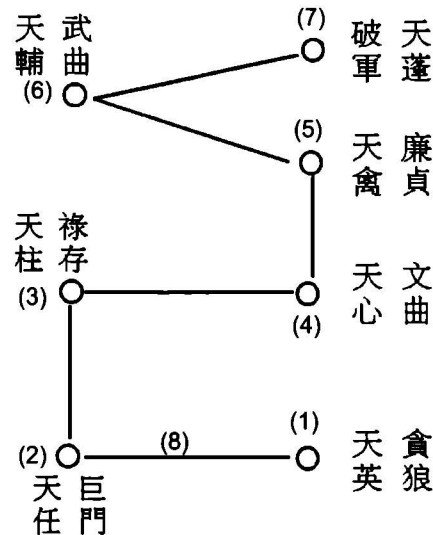 武曲
天輔
(6)
(7)
天蓬
破軍
(5)
廉貞
天禽
祿存
天柱
(3)
(4)
文曲
天心
(2)
巨門
天任
(8)
(1)
貪狼
天英